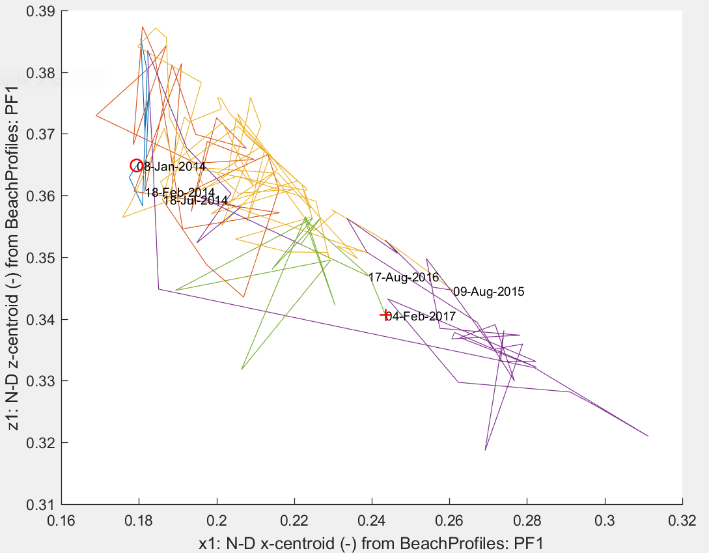 z1: N-D z-centroid (-) from BeachProfiles: PF1
0.39
0.38
0.37
0.36
0.35
0.34
0.33
0.32
0.31
08-Jan-2014
18-Feb-2014
18-Jul-2014
17-Aug-2016
09-Aug-2015
04-Feb-2017
0.16 0.18 0.2 0.22 0.24 0.26 0.28 0.3 0.32
x1: N-D x-centroid (-) from BeachProfiles: PF1